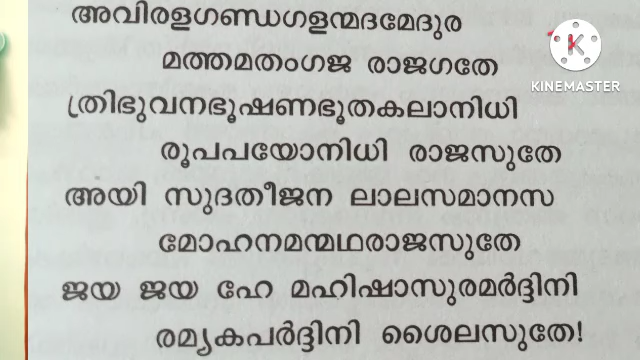 അവിരളഗണ്ഡഗളന്മദമേദുര
മത്തമതംഗജ രാജഗതേ
ത്രിഭുവനഭൂഷണഭൂതകലാനിധി
രൂപപയോനിധി രാജസുതേ
അയി സുദതീജന ലാലസമാനസ
മോഹനമന്മഥരാജസുതേ
ജയ ജയ ഹേ മഹിഷാസുരമർദ്ദിനി
രമ്യകപർദ്ദിനി ശൈലസുതേ!
KINEMASTER